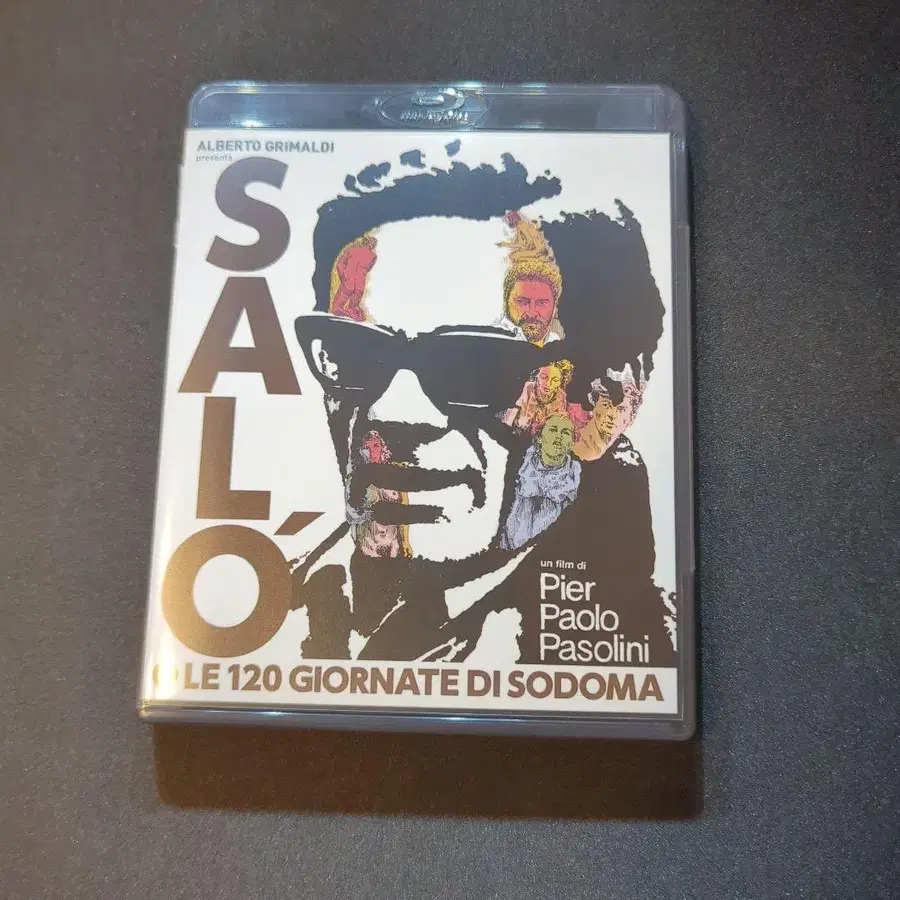 ALBERTO GRIMALDI
presenta
SALÓ
O LE 120 GIORNATE DI SODOMA
un film di
Pier
Paolo
Pasolini